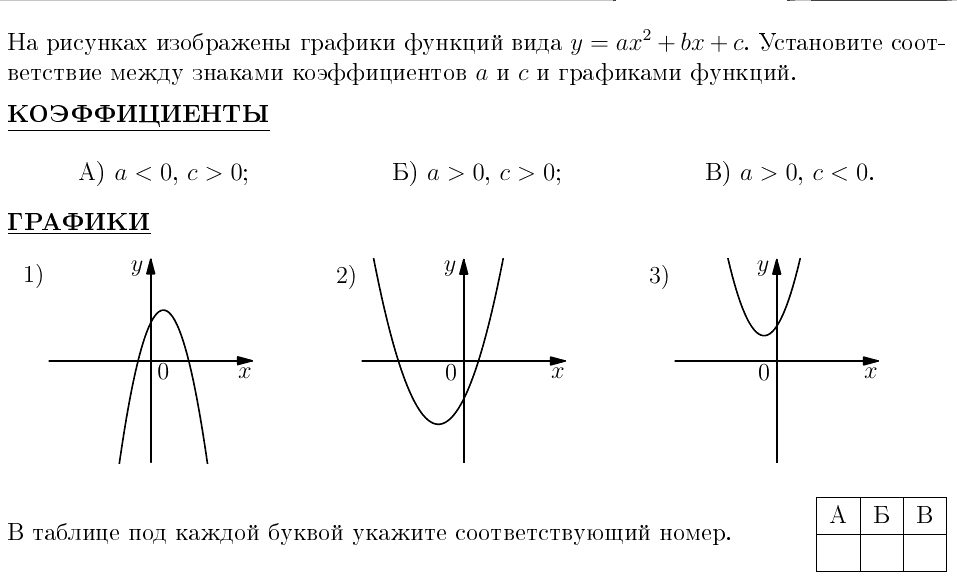 На рисунках изображены графики функций вида y = ax² + bx + c. Установите соот-
ветствие между знаками коэффициентов a и c и графиками функций.
КОЭФФИЦИЕНТЫ
А) a < 0, c > 0; Б) a > 0, c > 0; В) a > 0, c < 0.
ГРАФИКИ
1) y 0 x
2) y 0 x
3) y 0 x
В таблице под каждой буквой укажите соответствующий номер.
А Б В